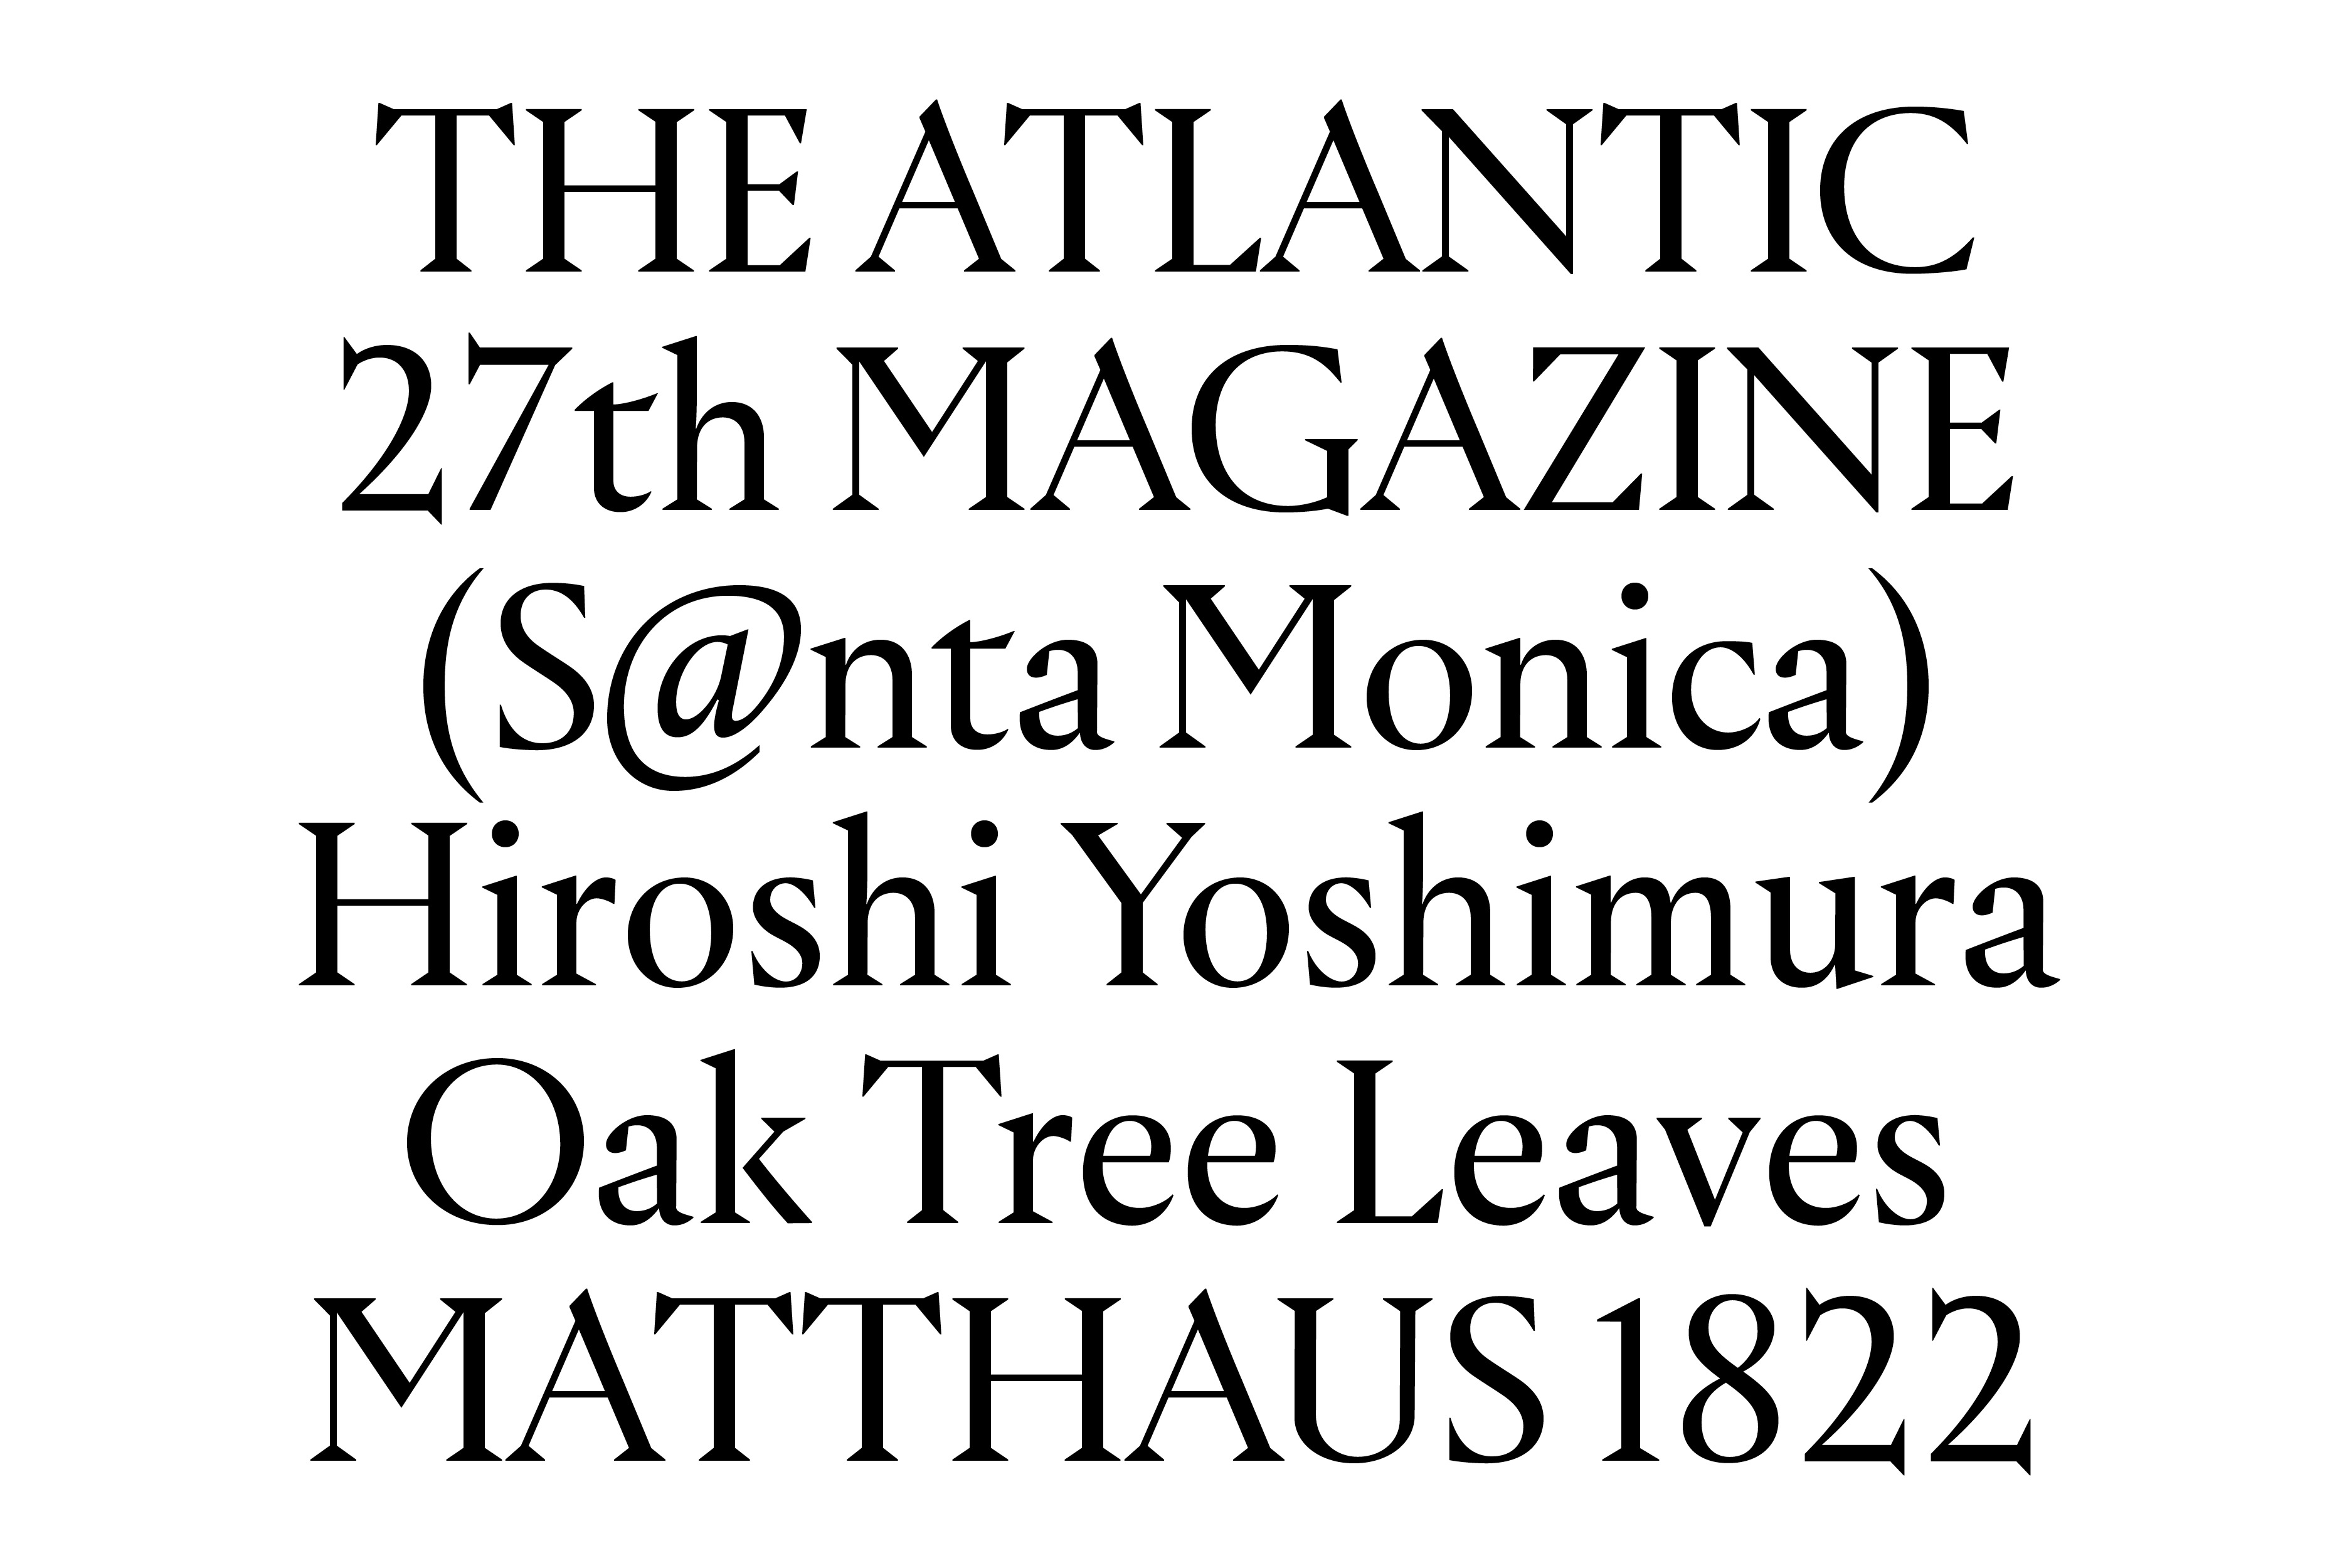 THE ATLANTIC
27th MAGAZINE
(S@nta Monica)
Hiroshi Yoshimura
Oak Tree Leaves
MATTHAUS 1822